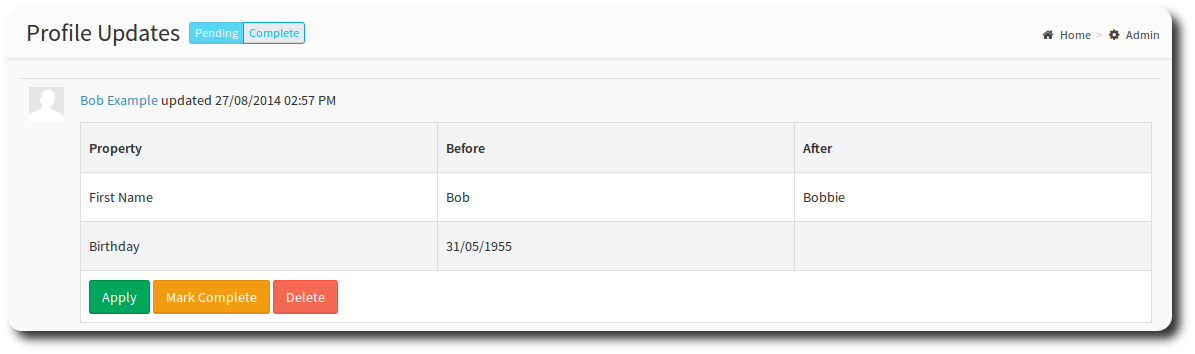 Profile Updates Pending Complete Home > Admin
Bob Example updated 27/08/2014 02:57 PM
Property Before After
First Name Bob Bobbie
Birthday 31/05/1955
Apply Mark Complete Delete